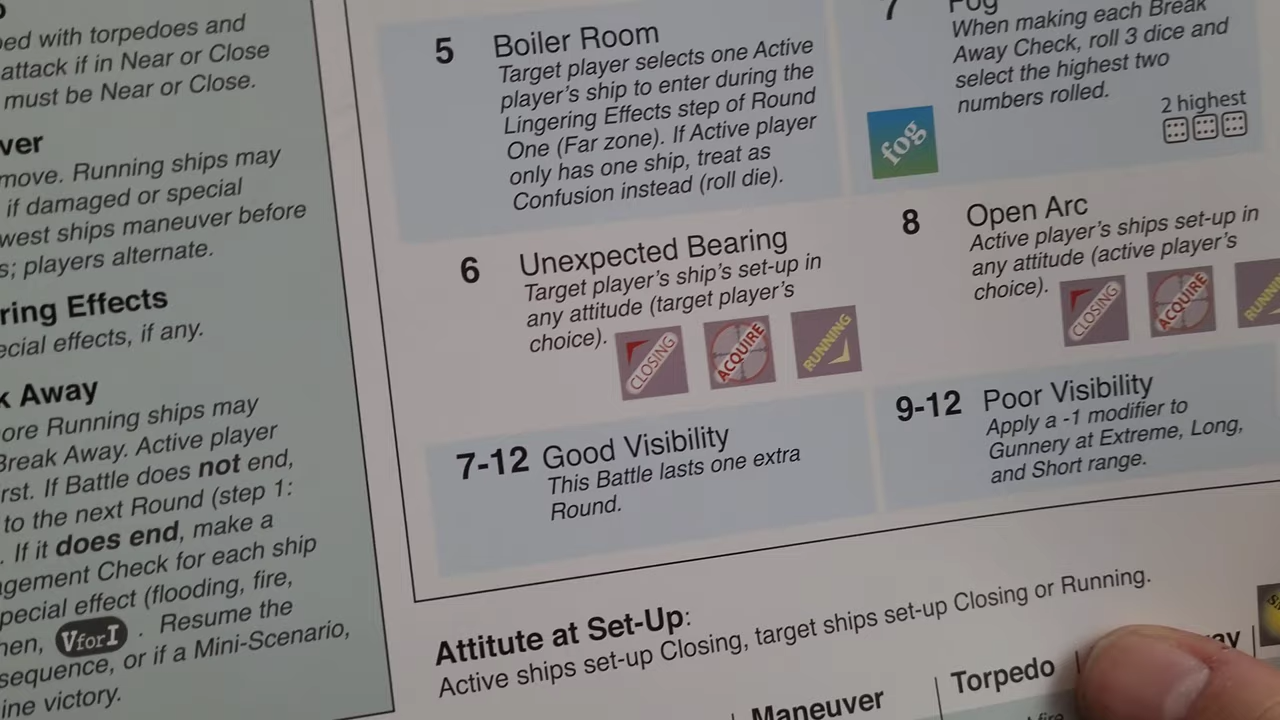 ped with torpedoes and
attack if in Near or Close
must be Near or Close.
ver
move. Running ships may
if damaged or special
west ships maneuver before
s; players alternate.
ring Effects
ecial effects, if any.
k Away
ore Running ships may
Break Away. Active player
rst. If Battle does not end,
to the next Round (step 1:
. If it does end, make a
agement Check for each ship
pecial effect (flooding, fire,
hen, VforI . Resume the
sequence, or if a Mini-Scenario,
ine victory.
5 Boiler Room
Target player selects one Active
player's ship to enter during the
Lingering Effects step of Round
One (Far zone). If Active player
only has one ship, treat as
Confusion instead (roll die).
6 Unexpected Bearing
Target player's ship's set-up in
any attitude (target player's
choice).
CLOSING ACQUIRE RUNNING
7-12 Good Visibility
This Battle lasts one extra
Round.
7 Fog
When making each Break
Away Check, roll 3 dice and
select the highest two
numbers rolled.
2 highest
fog
8 Open Arc
Active player's ships set-up in
any attitude (active player's
choice).
CLOSING ACQUIRE RUNNING
9-12 Poor Visibility
Apply a -1 modifier to
Gunnery at Extreme, Long,
and Short range.
Attitute at Set-Up:
Active ships set-up Closing, target ships set-up Closing or Running.
Maneuver
Torpedo